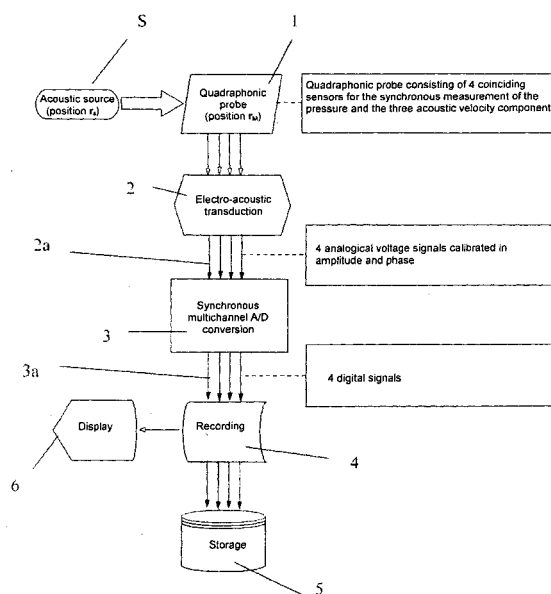 S
1
Acoustic source
(position rs)
Quadraphonic
probe
(position rM)
Quadraphonic probe consisting of 4 coinciding
sensors for the synchronous measurement of the
pressure and the three acoustic velocity component
2
Electro-acoustic
transduction
2a
4 analogical voltage signals calibrated in
amplitude and phase
Synchronous
multichannel A/D
conversion
3
3a
4 digital signals
Display
Recording
4
6
Storage
5